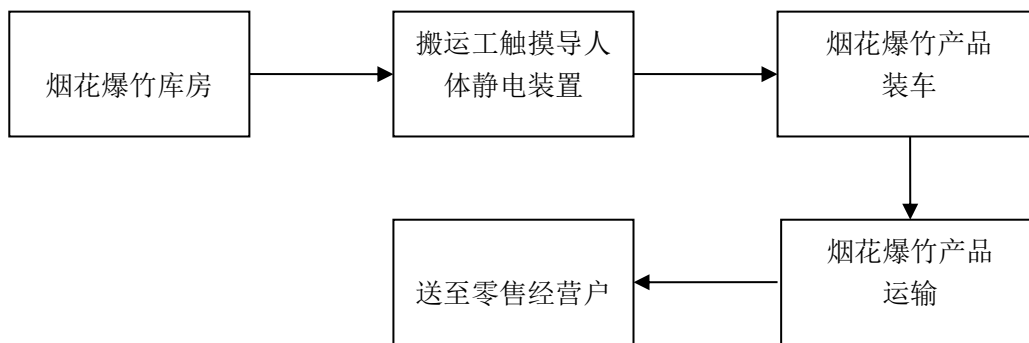 烟花爆竹库房
搬运工触摸导人
体静电装置
烟花爆竹产品
装车
烟花爆竹产品
运输
送至零售经营户